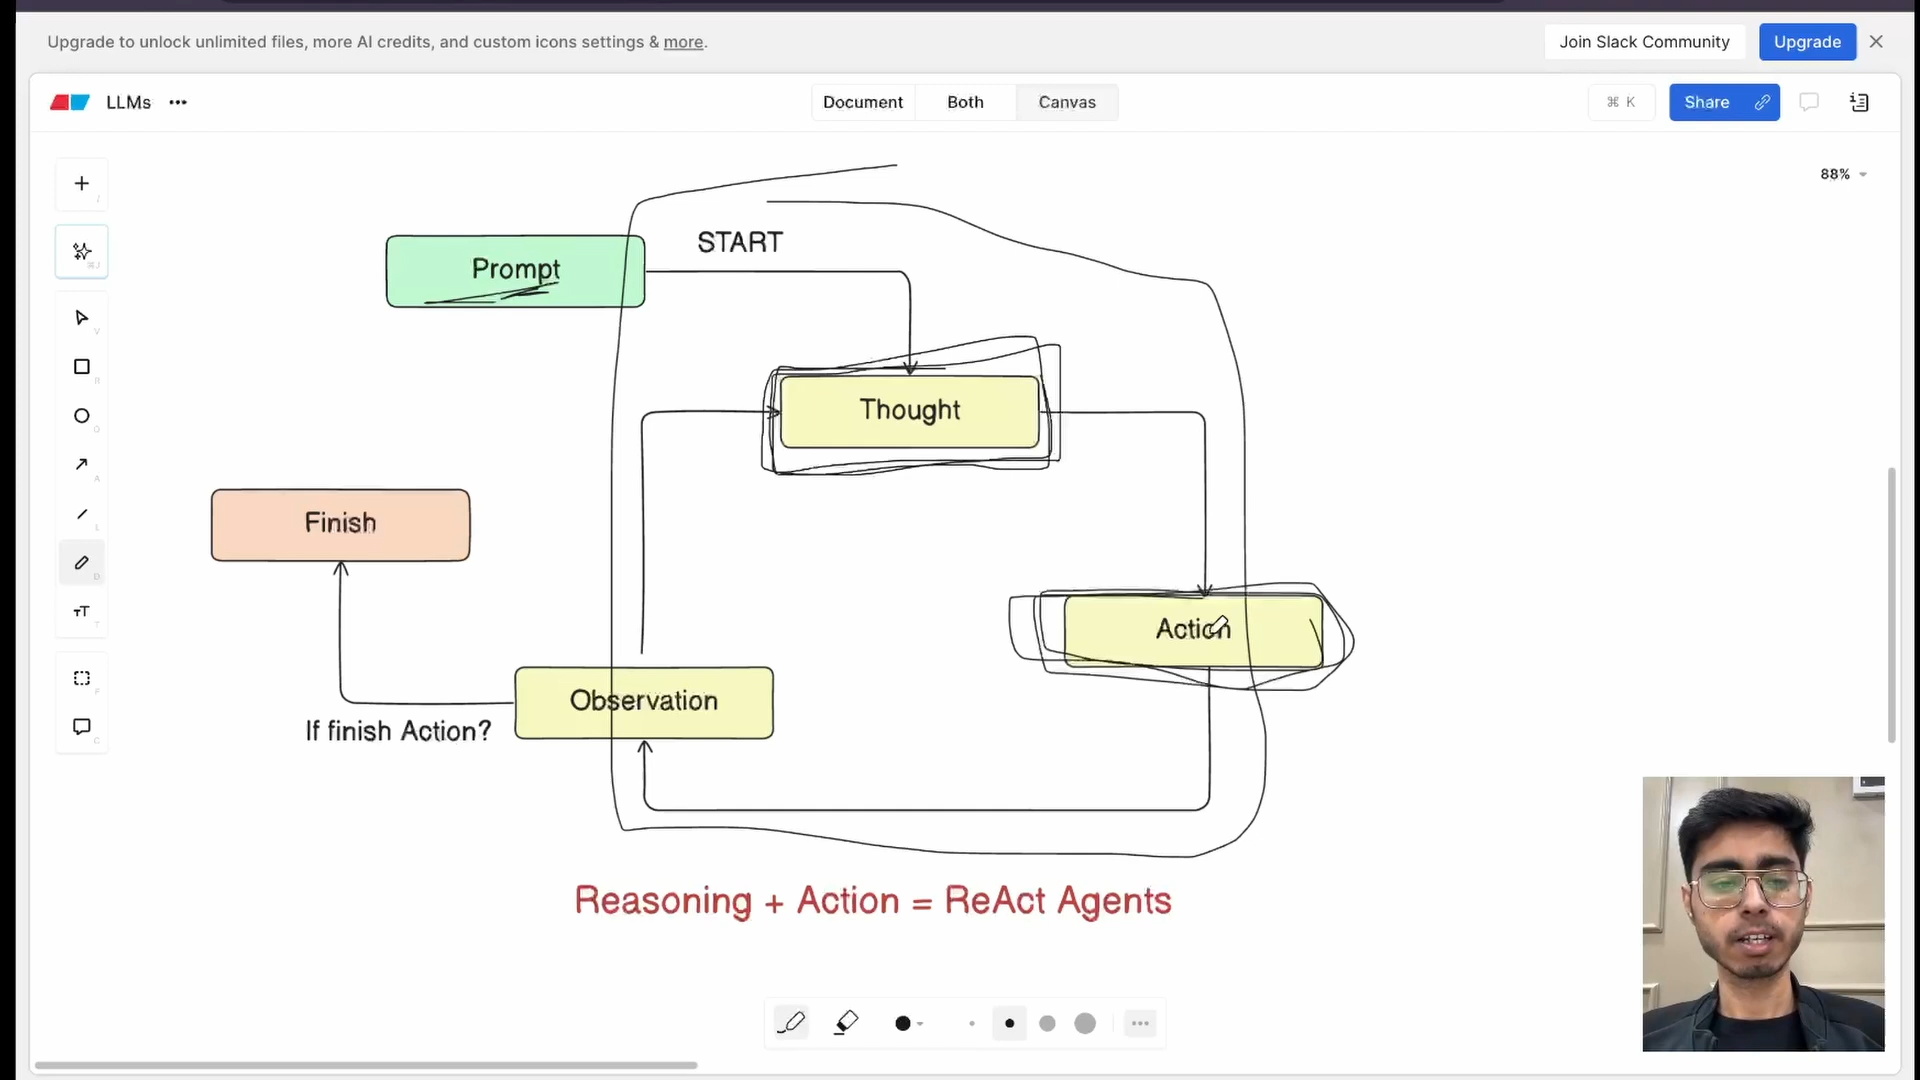 Upgrade to unlock unlimited files, more AI credits, and custom icons settings & more.
Join Slack Community
Upgrade
LLMs
Document
Both
Canvas
⌘ K
Share
88%
START
Prompt
Thought
Finish
Action
Observation
If finish Action?
Reasoning + Action = ReAct Agents